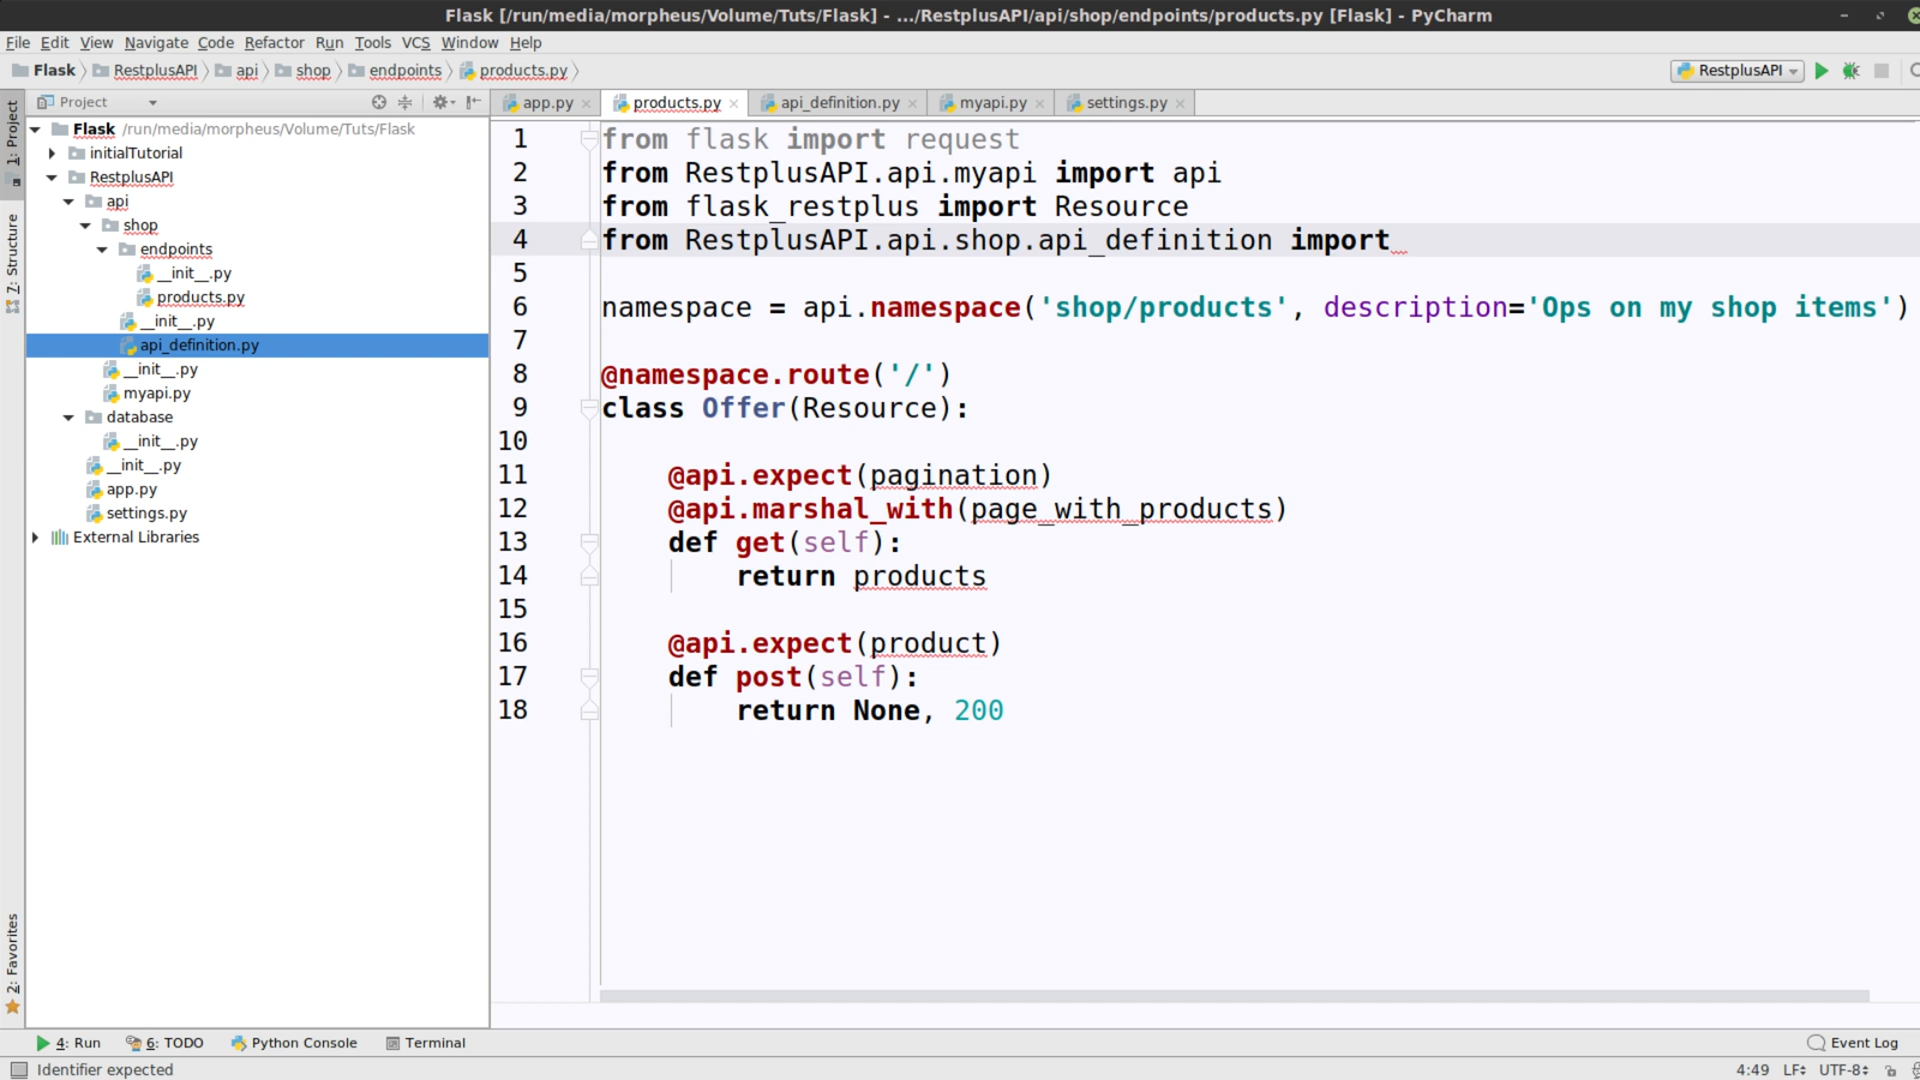 Flask [/run/media/morpheus/Volume/Tuts/Flask] - .../RestplusAPI/api/shop/endpoints/products.py [Flask] - PyCharm
File Edit View Navigate Code Refactor Run Tools VCS Window Help
Flask RestplusAPI api shop endpoints products.py RestplusAPI
Project
app.py products.py api_definition.py myapi.py settings.py
1: Project
7: Structure
2: Favorites
Flask /run/media/morpheus/Volume/Tuts/Flask
initialTutorial
RestplusAPI
api
shop
endpoints
__init__.py
products.py
__init__.py
api_definition.py
__init__.py
myapi.py
database
__init__.py
__init__.py
app.py
settings.py
External Libraries
1 from flask import request
2 from RestplusAPI.api.myapi import api
3 from flask_restplus import Resource
4 from RestplusAPI.api.shop.api_definition import
5
6 namespace = api.namespace('shop/products', description='Ops on my shop items')
7
8 @namespace.route('/')
9 class Offer(Resource):
10
11 @api.expect(pagination)
12 @api.marshal_with(page_with_products)
13 def get(self):
14 return products
15
16 @api.expect(product)
17 def post(self):
18 return None, 200
4: Run 6: TODO Python Console Terminal Event Log
Identifier expected 4:49 LF UTF-8